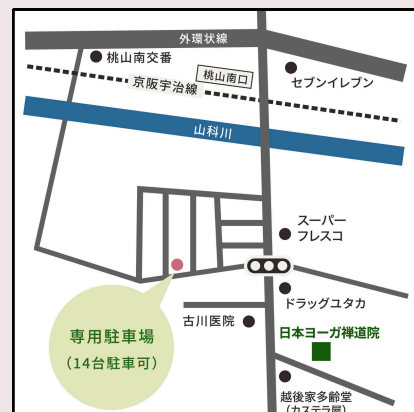 外環状線
桃山南交番
桃山南口
京阪宇治線
セブンイレブン
山科川
スーパー
フレスコ
ドラッグユタカ
古川医院
日本ヨーガ禅道院
専用駐車場
（14台駐車可）
越後家多齢堂
（カステラ屋）